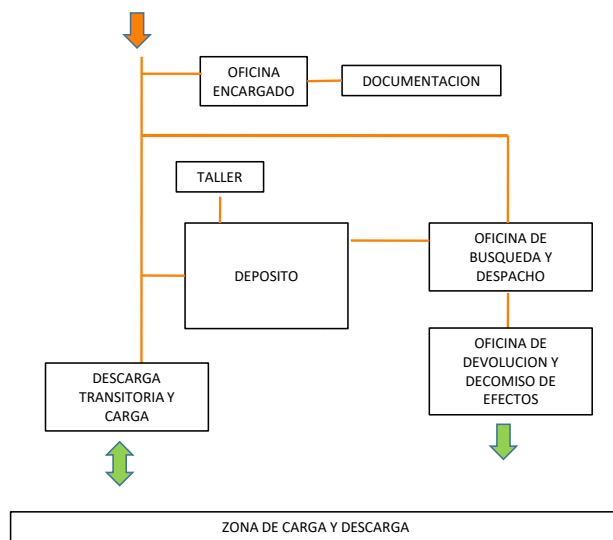 OFICINA
ENCARGADO
DOCUMENTACION
TALLER
DEPOSITO
OFICINA DE
BUSQUEDA Y
DESPACHO
OFICINA DE
DEVOLUCION Y
DECOMISO DE
EFECTOS
DESCARGA
TRANSITORIA Y
CARGA
ZONA DE CARGA Y DESCARGA